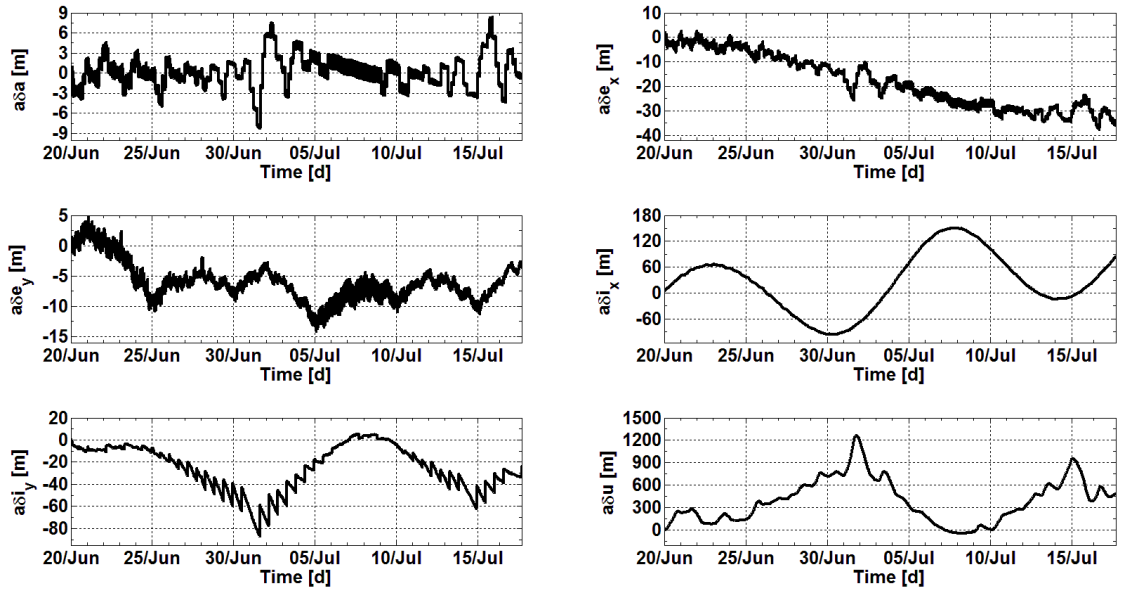 aδa [m]
9
6
3
0
-3
-6
-9
20/Jun 25/Jun 30/Jun 05/Jul 10/Jul 15/Jul
Time [d]
aδe_x [m]
10
0
-10
-20
-30
-40
20/Jun 25/Jun 30/Jun 05/Jul 10/Jul 15/Jul
Time [d]
aδe_y [m]
5
0
-5
-10
-15
20/Jun 25/Jun 30/Jun 05/Jul 10/Jul 15/Jul
Time [d]
aδi_x [m]
180
120
60
0
-60
20/Jun 25/Jun 30/Jun 05/Jul 10/Jul 15/Jul
Time [d]
aδi_y [m]
20
0
-20
-40
-60
-80
20/Jun 25/Jun 30/Jun 05/Jul 10/Jul 15/Jul
Time [d]
aδu [m]
1500
1200
900
600
300
0
20/Jun 25/Jun 30/Jun 05/Jul 10/Jul 15/Jul
Time [d]